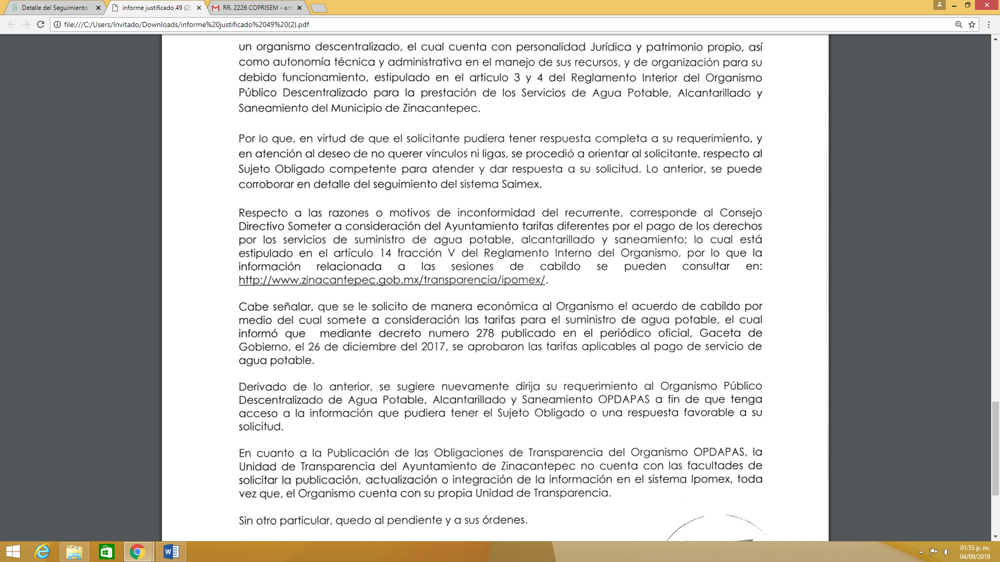 Detalle del Seguimiento
informe justificado 49 (2)
RR. 2226 COPRISEM - art
file:///C:/Users/Invitado/Downloads/informe%20justificado%2049%20(2).pdf
un organismo descentralizado, el cual cuenta con personalidad Jurídica y patrimonio propio, así
como autonomía técnica y administrativa en el manejo de sus recursos, y de organización para su
debido funcionamiento, estipulado en el articulo 3 y 4 del Reglamento Interior del Organismo
Público Descentralizado para la prestación de los Servicios de Agua Potable, Alcantarillado y
Saneamiento del Municipio de Zinacantepec.
Por lo que, en virtud de que el solicitante pudiera tener respuesta completa a su requerimiento, y
en atención al deseo de no querer vínculos ni ligas, se procedió a orientar al solicitante, respecto al
Sujeto Obligado competente para atender y dar respuesta a su solicitud. Lo anterior, se puede
corroborar en detalle del seguimiento del sistema Saimex.
Respecto a las razones o motivos de inconformidad del recurrente, corresponde al Consejo
Directivo Someter a consideración del Ayuntamiento tarifas diferentes por el pago de los derechos
por los servicios de suministro de agua potable, alcantarillado y saneamiento; lo cual está
estipulado en el artículo 14 fracción V del Reglamento Interno del Organismo, por lo que la
información relacionada a las sesiones de cabildo se pueden consultar en:
http://www.zinacantepec.gob.mx/transparencia/ipomex/.
Cabe señalar, que se le solicito de manera económica al Organismo el acuerdo de cabildo por
medio del cual somete a consideración las tarifas para el suministro de agua potable, el cual
informó que mediante decreto numero 278 publicado en el periódico oficial, Gaceta de
Gobierno, el 26 de diciembre del 2017, se aprobaron las tarifas aplicables al pago de servicio de
agua potable.
Derivado de lo anterior, se sugiere nuevamente dirija su requerimiento al Organismo Público
Descentralizado de Agua Potable, Alcantarillado y Saneamiento OPDAPAS a fin de que tenga
acceso a la información que pudiera tener el Sujeto Obligado o una respuesta favorable a su
solicitud.
En cuanto a la Publicación de las Obligaciones de Transparencia del Organismo OPDAPAS, la
Unidad de Transparencia del Ayuntamiento de Zinacantepec no cuenta con las facultades de
solicitar la publicación, actualización o integración de la información en el sistema Ipomex, toda
vez que, el Organismo cuenta con su propia Unidad de Transparencia.
Sin otro particular, quedo al pendiente y a sus órdenes.
01:55 p. m.
04/09/2018